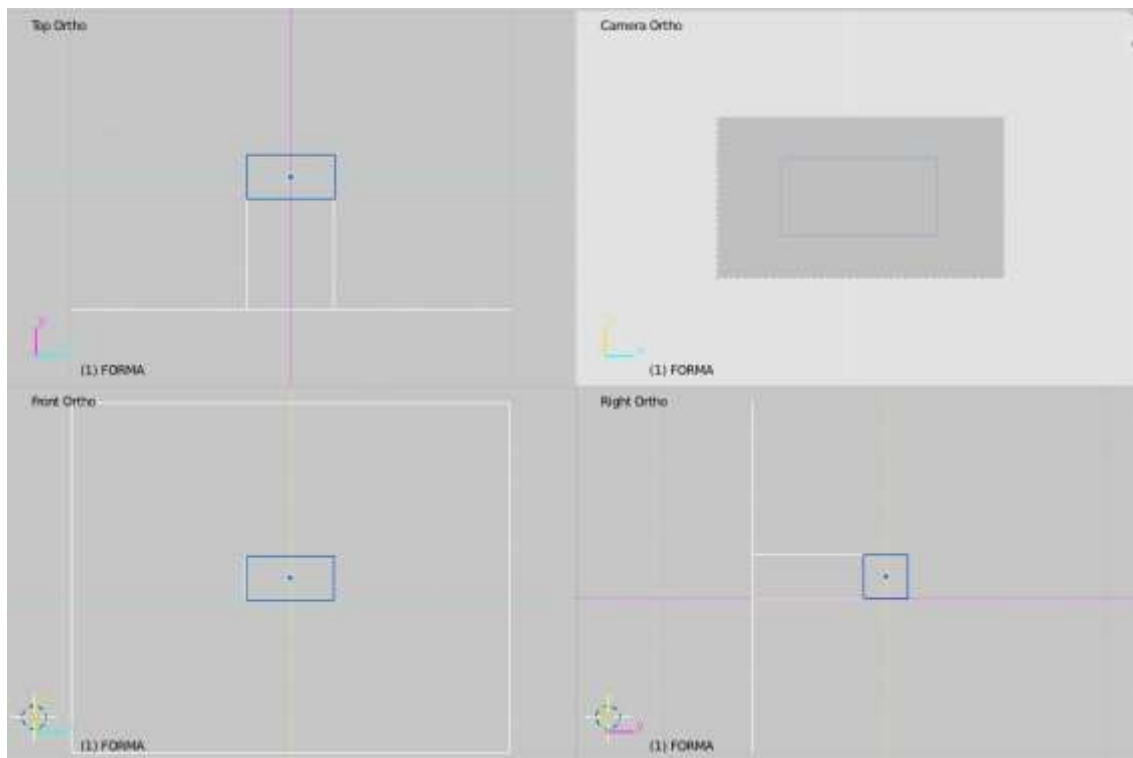 Top Ortho
Camera Ortho
(1) FORMA
(1) FORMA
Front Ortho
Right Ortho
(1) FORMA
(1) FORMA